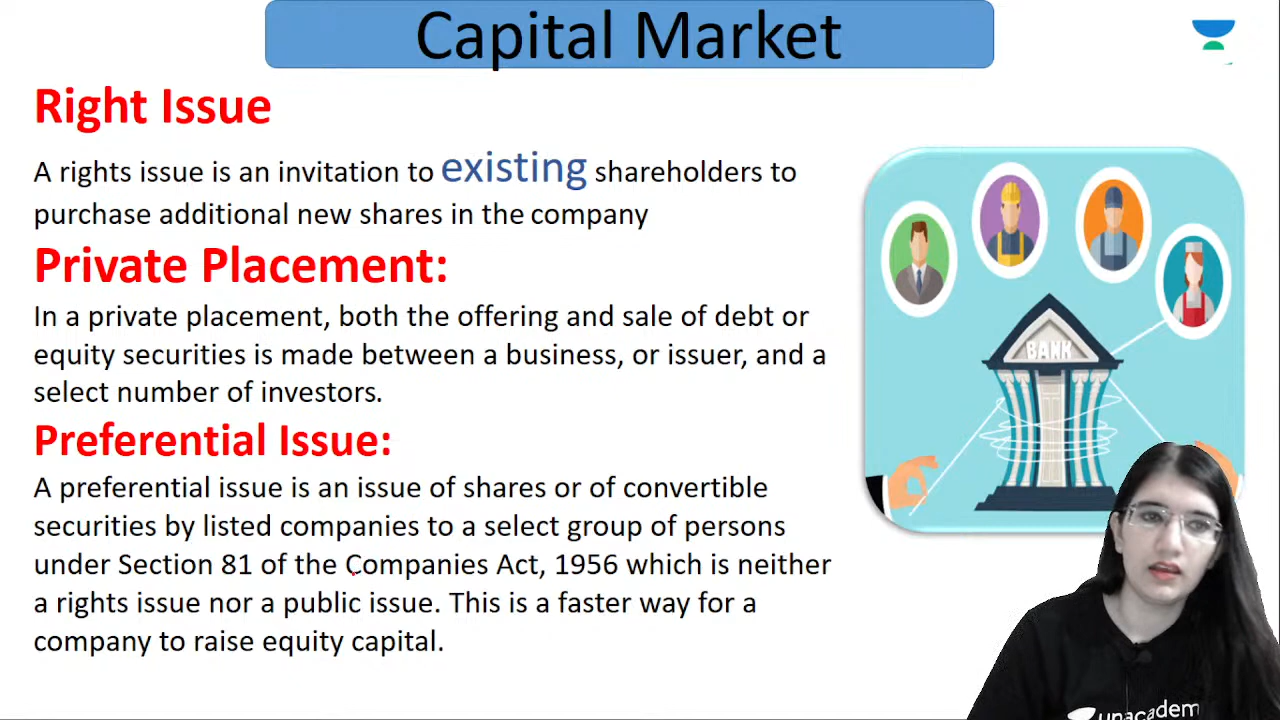 Capital Market
Right Issue
A rights issue is an invitation to existing shareholders to
purchase additional new shares in the company
Private Placement:
In a private placement, both the offering and sale of debt or
equity securities is made between a business, or issuer, and a
select number of investors.
Preferential Issue:
A preferential issue is an issue of shares or of convertible
securities by listed companies to a select group of persons
under Section 81 of the Companies Act, 1956 which is neither
a rights issue nor a public issue. This is a faster way for a
company to raise equity capital.
BANK
unacadem